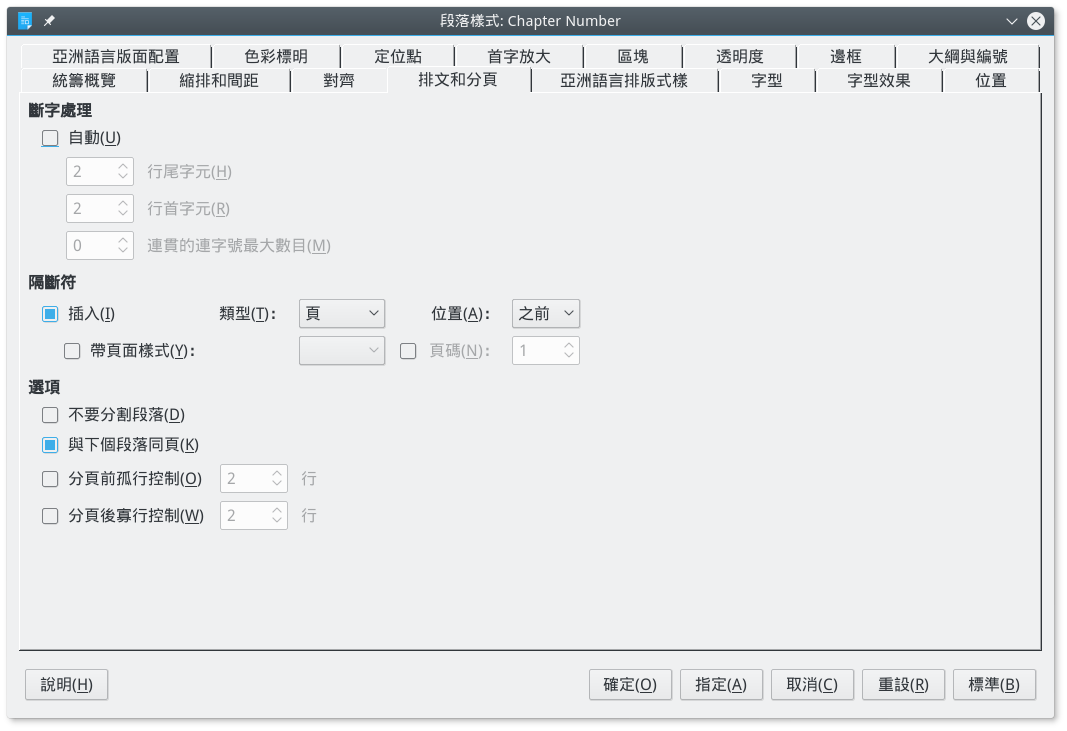 段落樣式: Chapter Number
亞洲語言版面配置 色彩標明 定位點 首字放大 區塊 透明度 邊框 大綱與編號
統籌概覽 縮排和間距 對齊 排文和分頁 亞洲語言排版式樣 字型 字型效果 位置
斷字處理
自動(U)
2 行尾字元(H)
2 行首字元(R)
0 連貫的連字號最大數目(M)
隔斷符
插入(I) 類型(T): 頁 位置(A): 之前
帶頁面樣式(Y): 頁碼(N): 1
選項
不要分割段落(D)
與下個段落同頁(K)
分頁前孤行控制(O) 2 行
分頁後寡行控制(W) 2 行
說明(H) 確定(O) 指定(A) 取消(C) 重設(R) 標準(B)